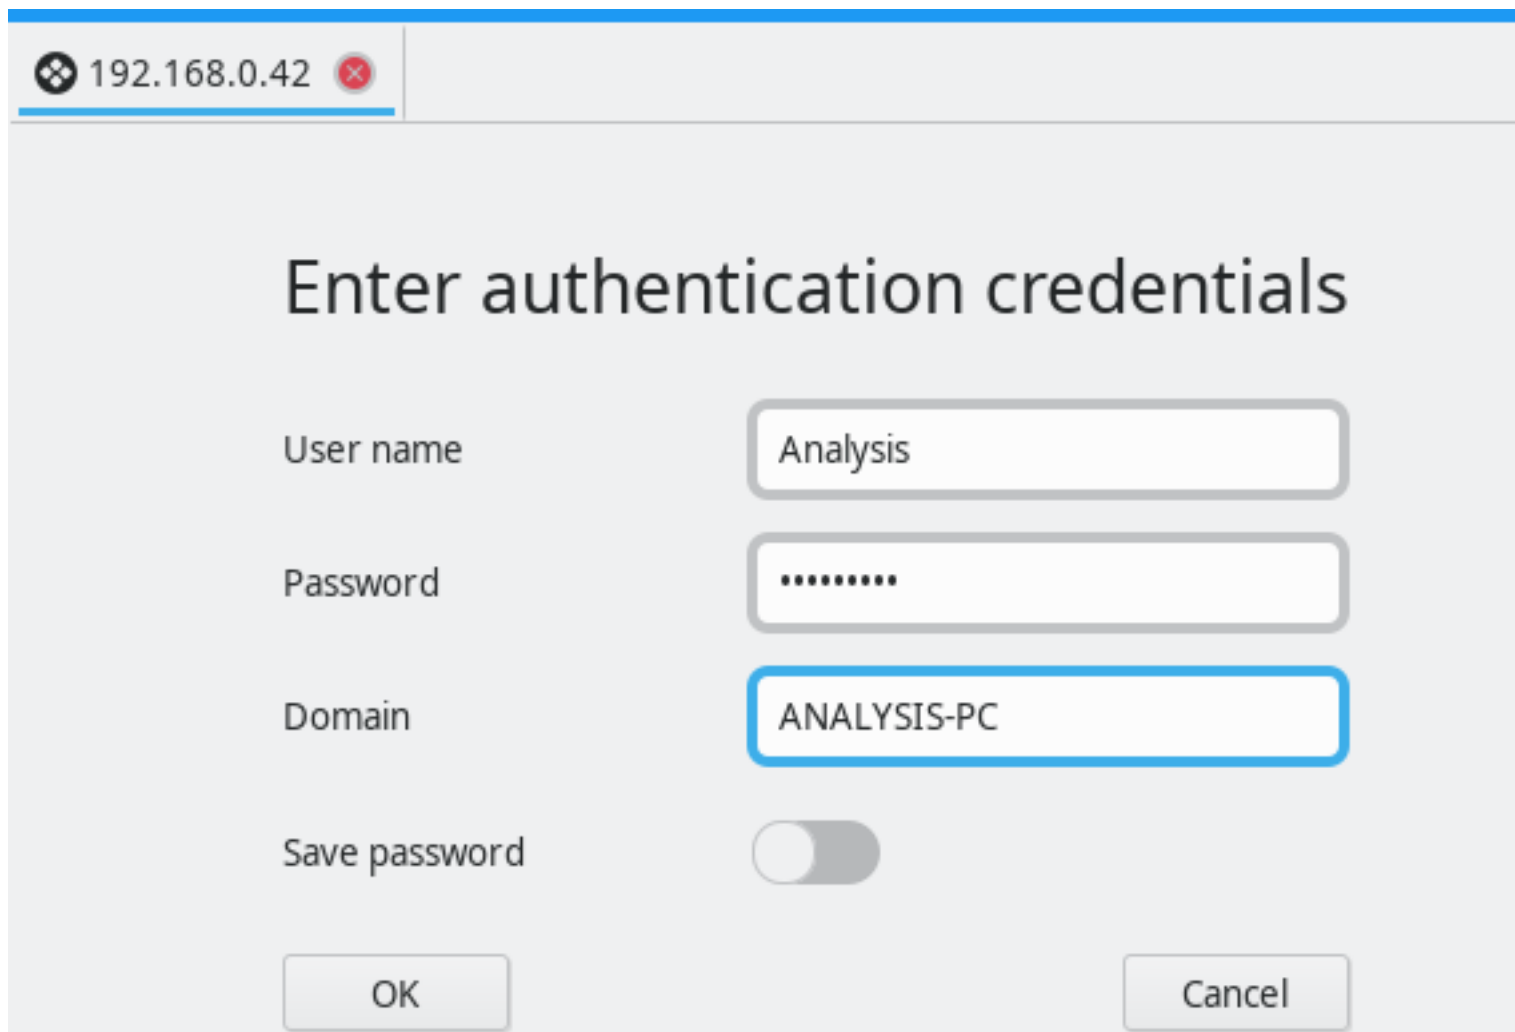 192.168.0.42
Enter authentication credentials
User name
Analysis
Password
•••••••••
Domain
ANALYSIS-PC
Save password
OK
Cancel